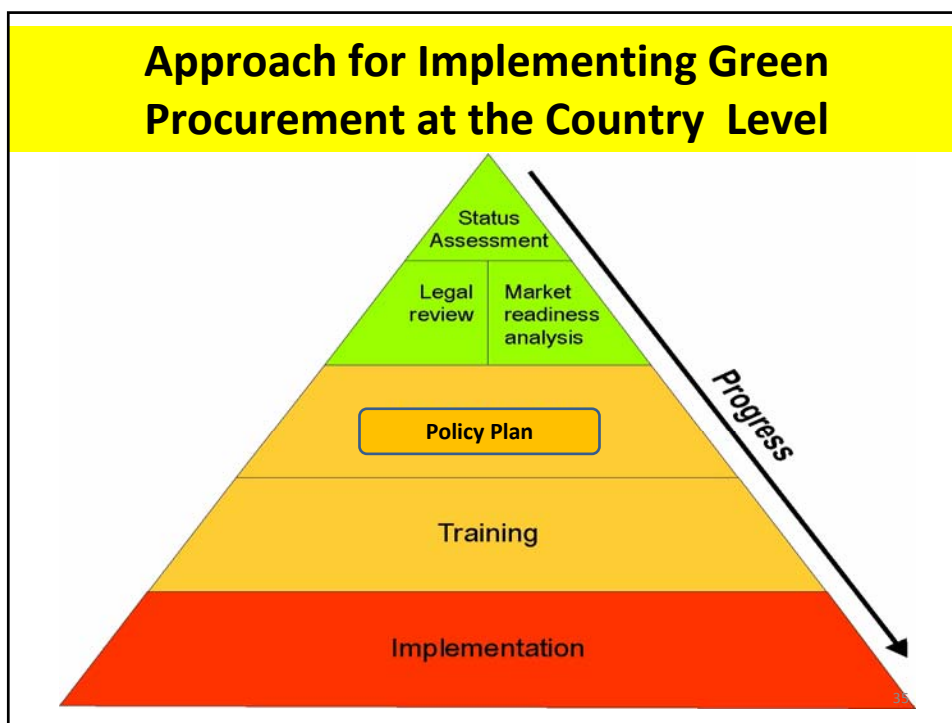 Approach for Implementing Green
Procurement at the Country Level
Status
Assessment
Legal
review
Market
readiness
analysis
Progress
Policy Plan
Training
Implementation
35